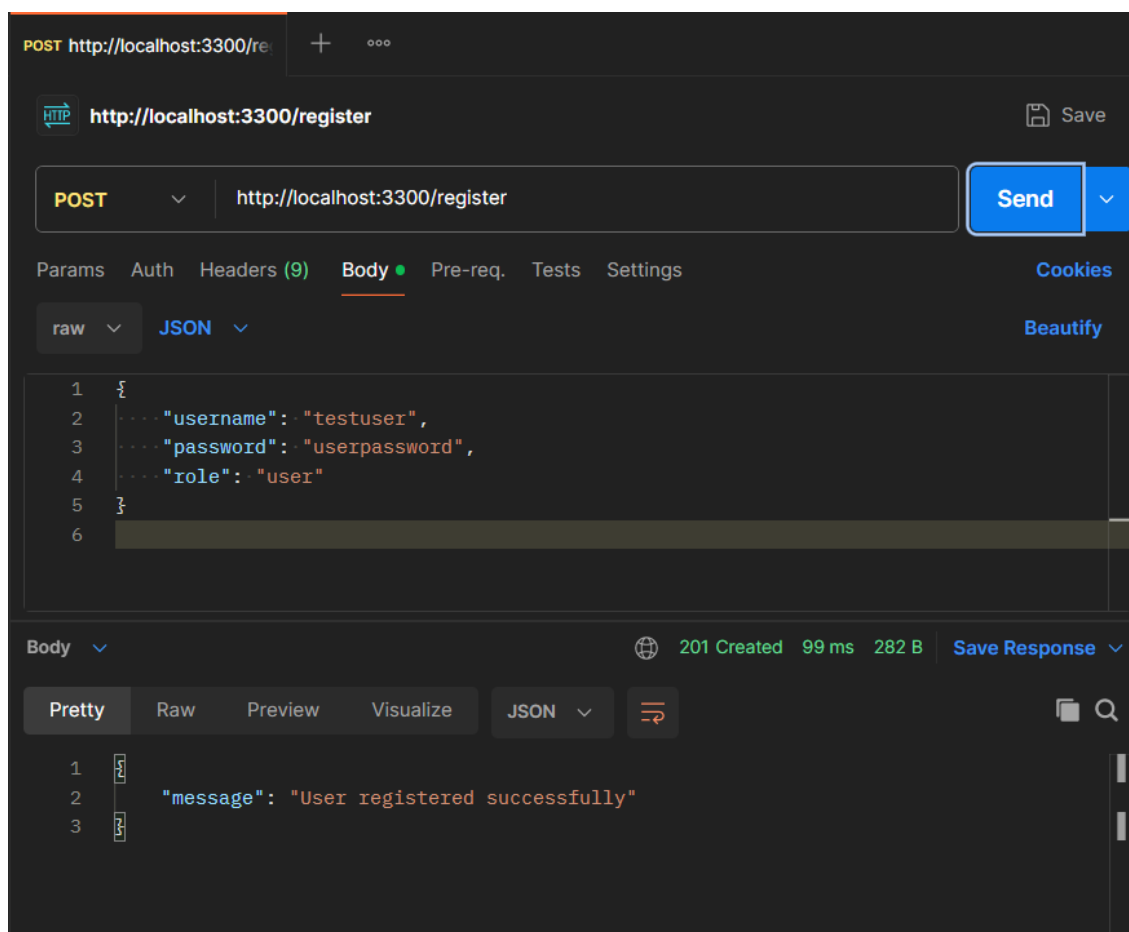 POST http://localhost:3300/re
HTTP http://localhost:3300/register Save
POST http://localhost:3300/register Send
Params Auth Headers (9) Body Pre-req. Tests Settings Cookies
raw JSON Beautify
1 {
2 "username": "testuser",
3 "password": "userpassword",
4 "role": "user"
5 }
6
Body 201 Created 99 ms 282 B Save Response
Pretty Raw Preview Visualize JSON
1 {
2 "message": "User registered successfully"
3 }